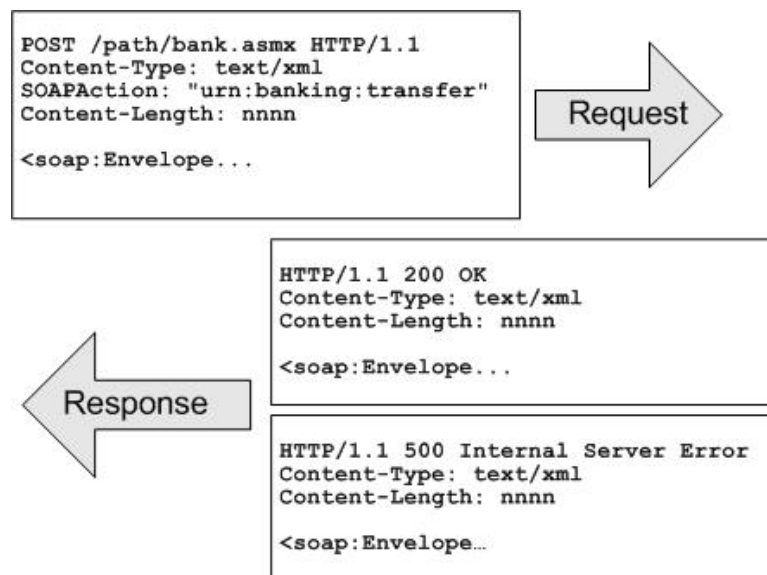 POST /path/bank.asmx HTTP/1.1
Content-Type: text/xml
SOAPAction: "urn:banking:transfer"
Content-Length: nnnn
<soap:Envelope...
Request
HTTP/1.1 200 OK
Content-Type: text/xml
Content-Length: nnnn
<soap:Envelope...
Response
HTTP/1.1 500 Internal Server Error
Content-Type: text/xml
Content-Length: nnnn
<soap:Envelope…